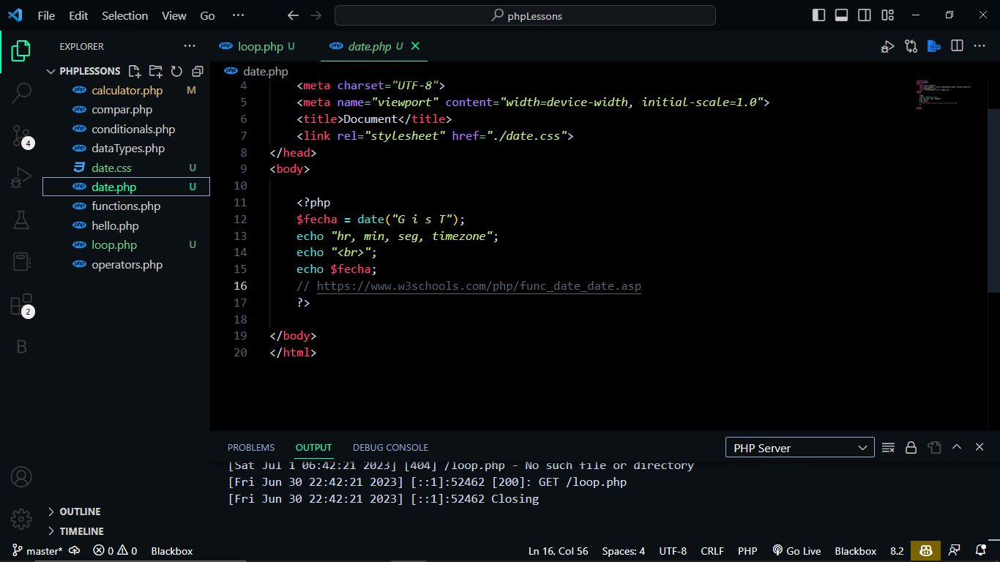 File Edit Selection View Go ··· phpLessons
EXPLORER ···
PHPLESSONS
calculator.php M
compar.php
conditionals.php
dataTypes.php
date.css U
date.php U
functions.php
hello.php
loop.php U
operators.php
4
2
B
OUTLINE
TIMELINE
loop.php U date.php U
date.php
4 <meta charset="UTF-8">
5 <meta name="viewport" content="width=device-width, initial-scale=1.0">
6 <title>Document</title>
7 <link rel="stylesheet" href="./date.css">
8 </head>
9 <body>
10
11 <?php
12 $fecha = date("G i s T");
13 echo "hr, min, seg, timezone";
14 echo "<br>";
15 echo $fecha;
16 // https://www.w3schools.com/php/func_date_date.asp
17 ?>
18
19 </body>
20 </html>
PROBLEMS OUTPUT DEBUG CONSOLE PHP Server
[Sat Jul 1 06:42:21 2023] [404] /loop.php - No such file or directory
[Fri Jun 30 22:42:21 2023] [::1]:52462 [200]: GET /loop.php
[Fri Jun 30 22:42:21 2023] [::1]:52462 Closing
master* 0 0 Blackbox Ln 16, Col 56 Spaces: 4 UTF-8 CRLF PHP Go Live Blackbox 8.2